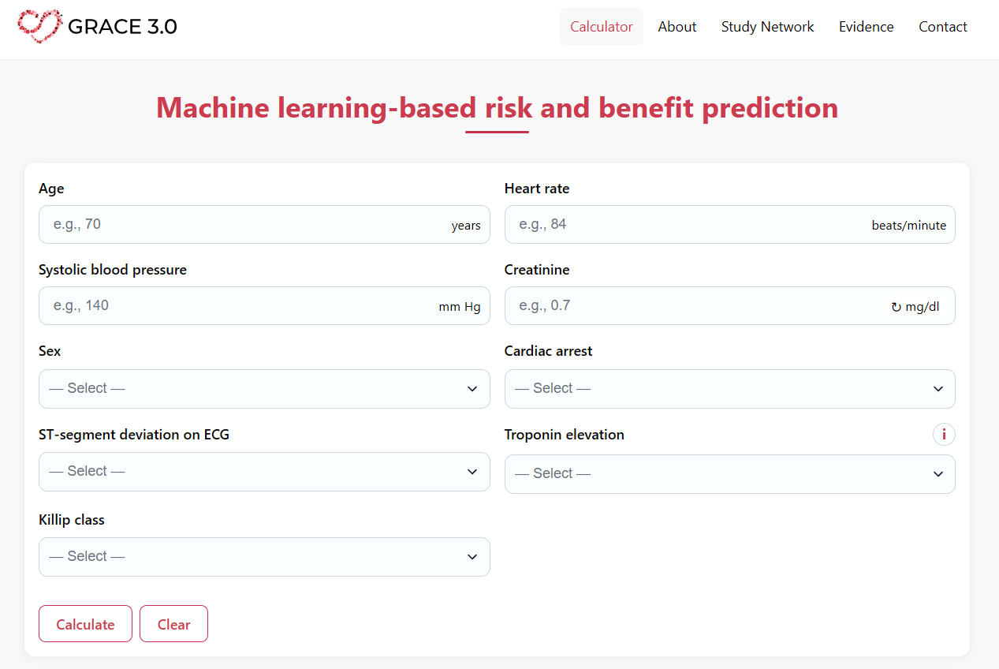 GRACE 3.0
Calculator About Study Network Evidence Contact
Machine learning-based risk and benefit prediction
Age
e.g., 70 years
Heart rate
e.g., 84 beats/minute
Systolic blood pressure
e.g., 140 mm Hg
Creatinine
e.g., 0.7 ↻ mg/dl
Sex
— Select —
Cardiac arrest
— Select —
ST-segment deviation on ECG
— Select —
Troponin elevation i
— Select —
Killip class
— Select —
Calculate Clear